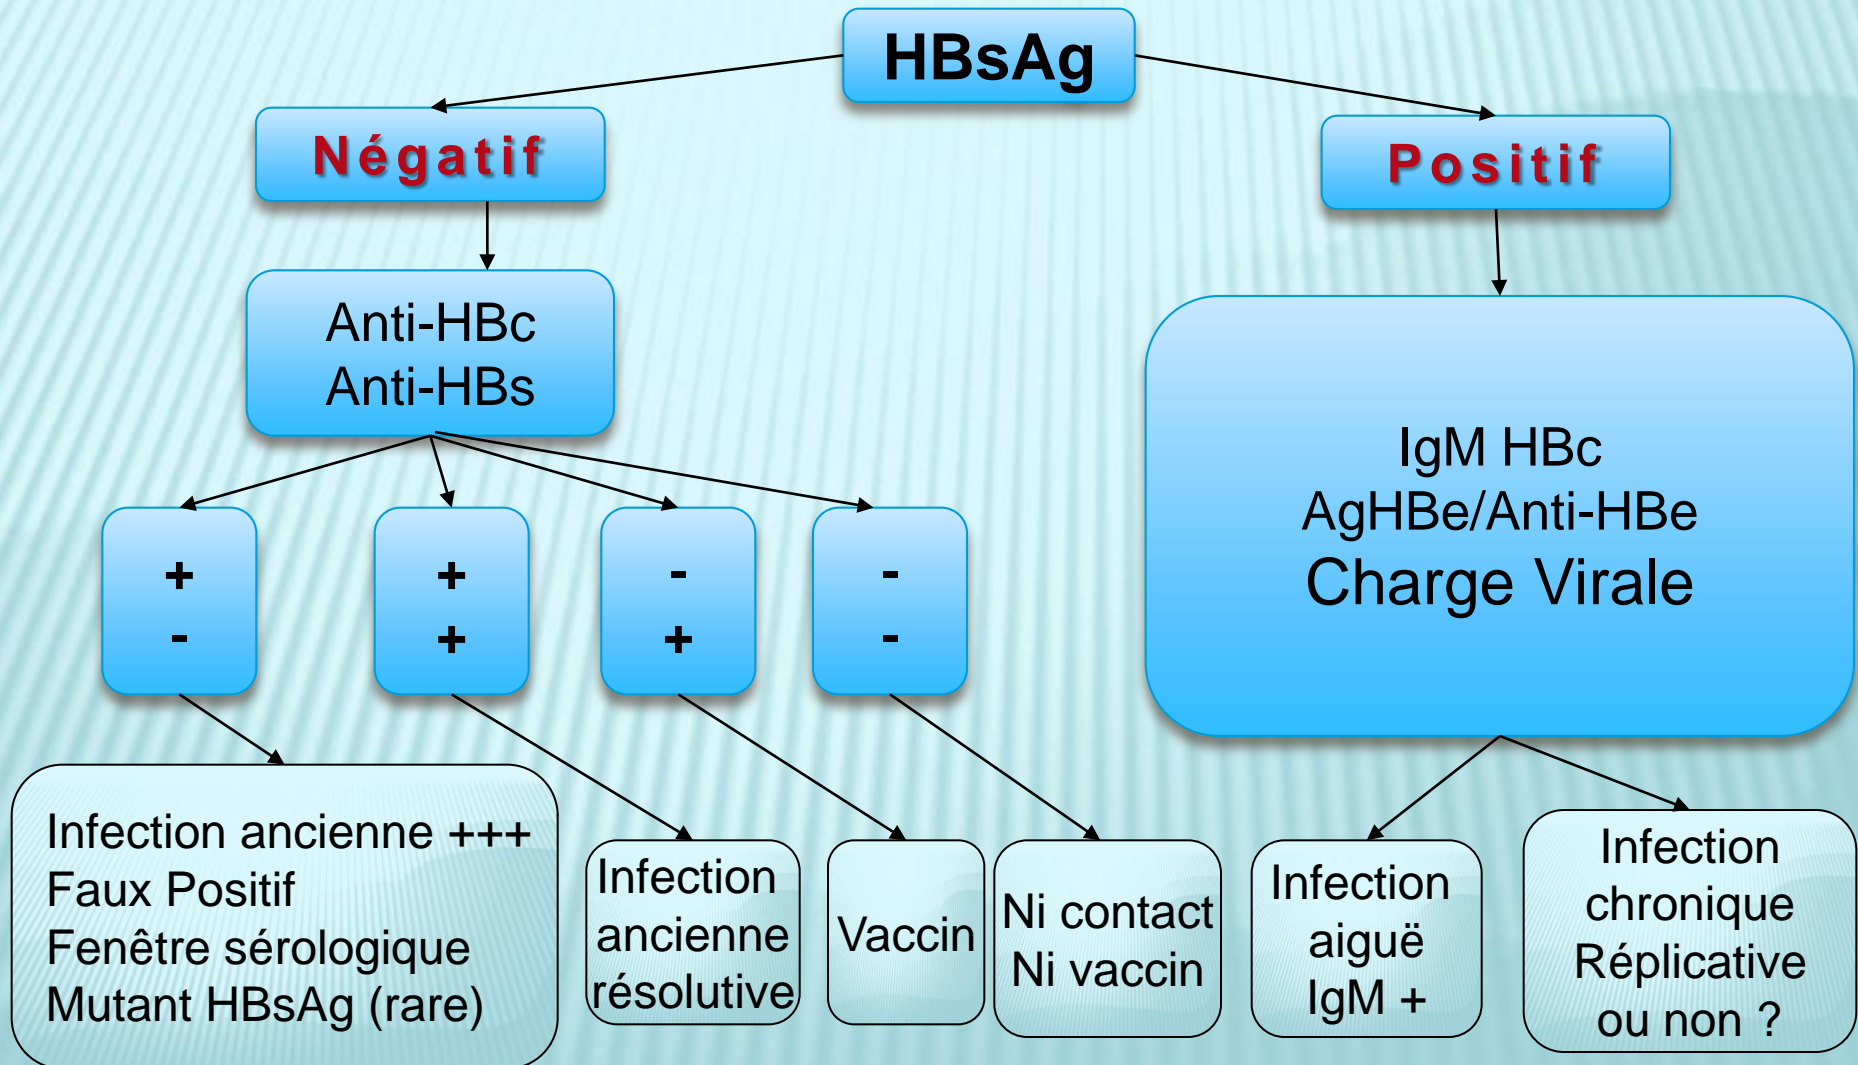 HBsAg
Négatif
Positif
Anti-HBc
Anti-HBs
IgM HBc
AgHBe/Anti-HBe
Charge Virale
+
-
+
+
-
+
-
-
Infection ancienne +++
Faux Positif
Fenêtre sérologique
Mutant HBsAg (rare)
Infection
ancienne
résolutive
Vaccin
Ni contact
Ni vaccin
Infection
aiguë
IgM +
Infection
chronique
Réplicative
ou non ?